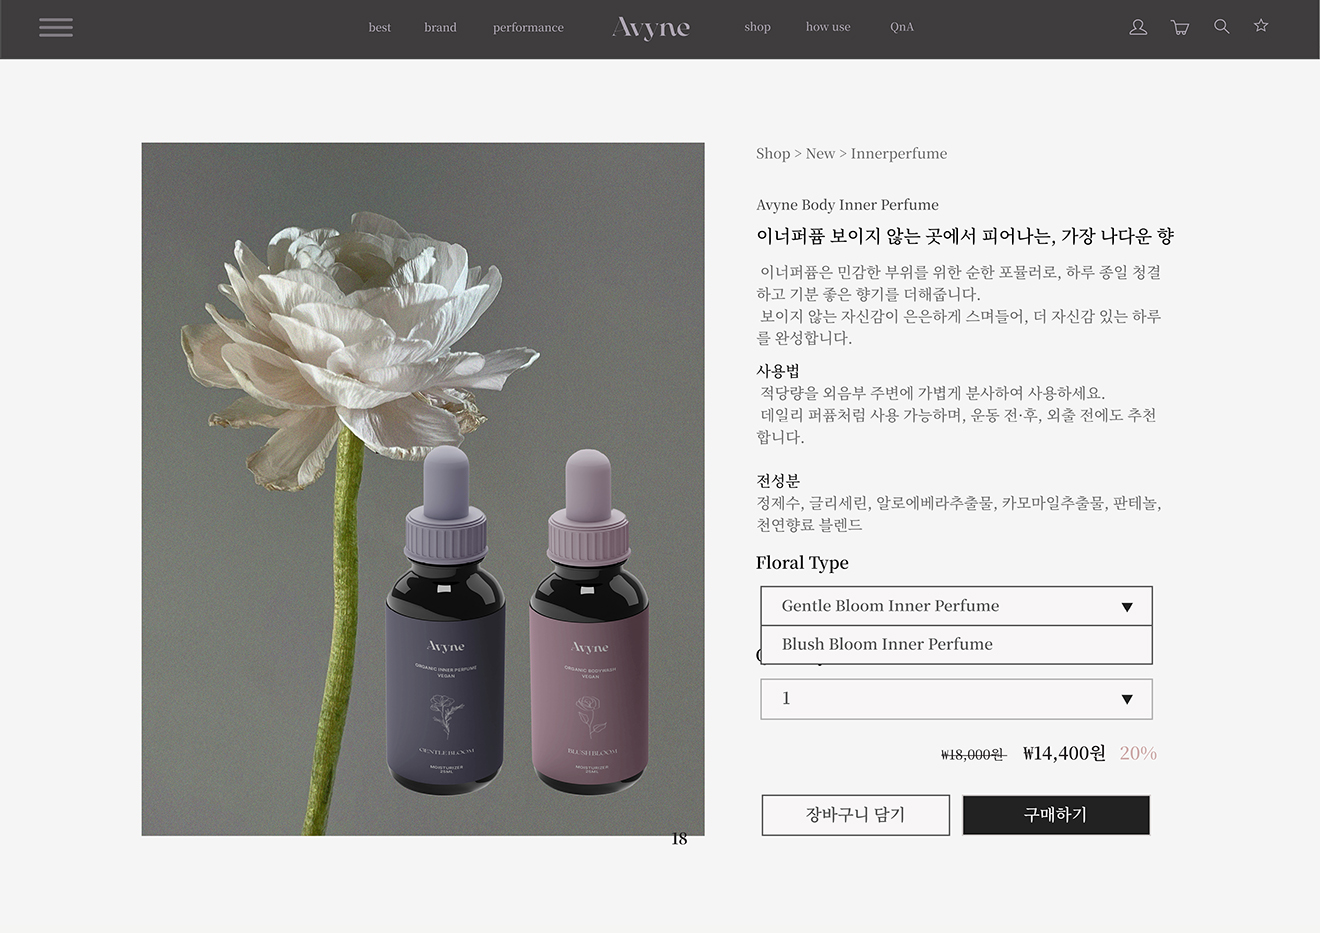 best
brand
performance
Avyne
shop
how use
QnA
Shop > New > Innerperfume
Avyne Body Inner Perfume
이너퍼퓸 보이지 않는 곳에서 피어나는, 가장 나다운 향
이너퍼퓸은 민감한 부위를 위한 순한 포뮬러로, 하루 종일 청결
하고 기분 좋은 향기를 더해줍니다.
보이지 않는 자신감이 은은하게 스며들어, 더 자신감 있는 하루
를 완성합니다.
사용법
적당량을 외음부 주변에 가볍게 분사하여 사용하세요.
데일리 퍼퓸처럼 사용 가능하며, 운동 전·후, 외출 전에도 추천
합니다.
전성분
정제수, 글리세린, 알로에베라추출물, 카모마일추출물, 판테놀,
천연향료 블렌드
Floral Type
Gentle Bloom Inner Perfume
Blush Bloom Inner Perfume
1
₩18,000원 ₩14,400원 20%
장바구니 담기
구매하기
Avyne
ORGANIC INNER PERFUME
VEGAN
GENTLE BLOOM
MOISTURIZER
25ML
Avyne
ORGANIC BODYWASH
VEGAN
BLUSH BLOOM
MOISTURIZER
25ML
18